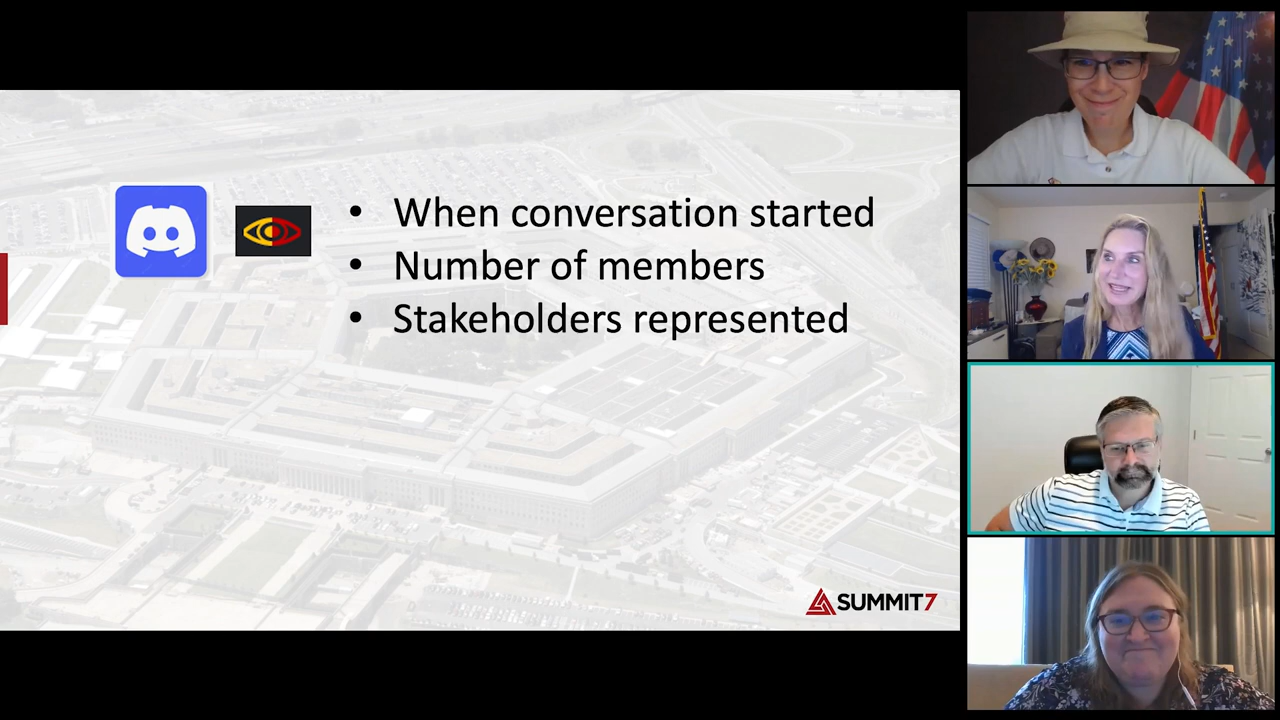 • When conversation started
• Number of members
• Stakeholders represented
SUMMIT7